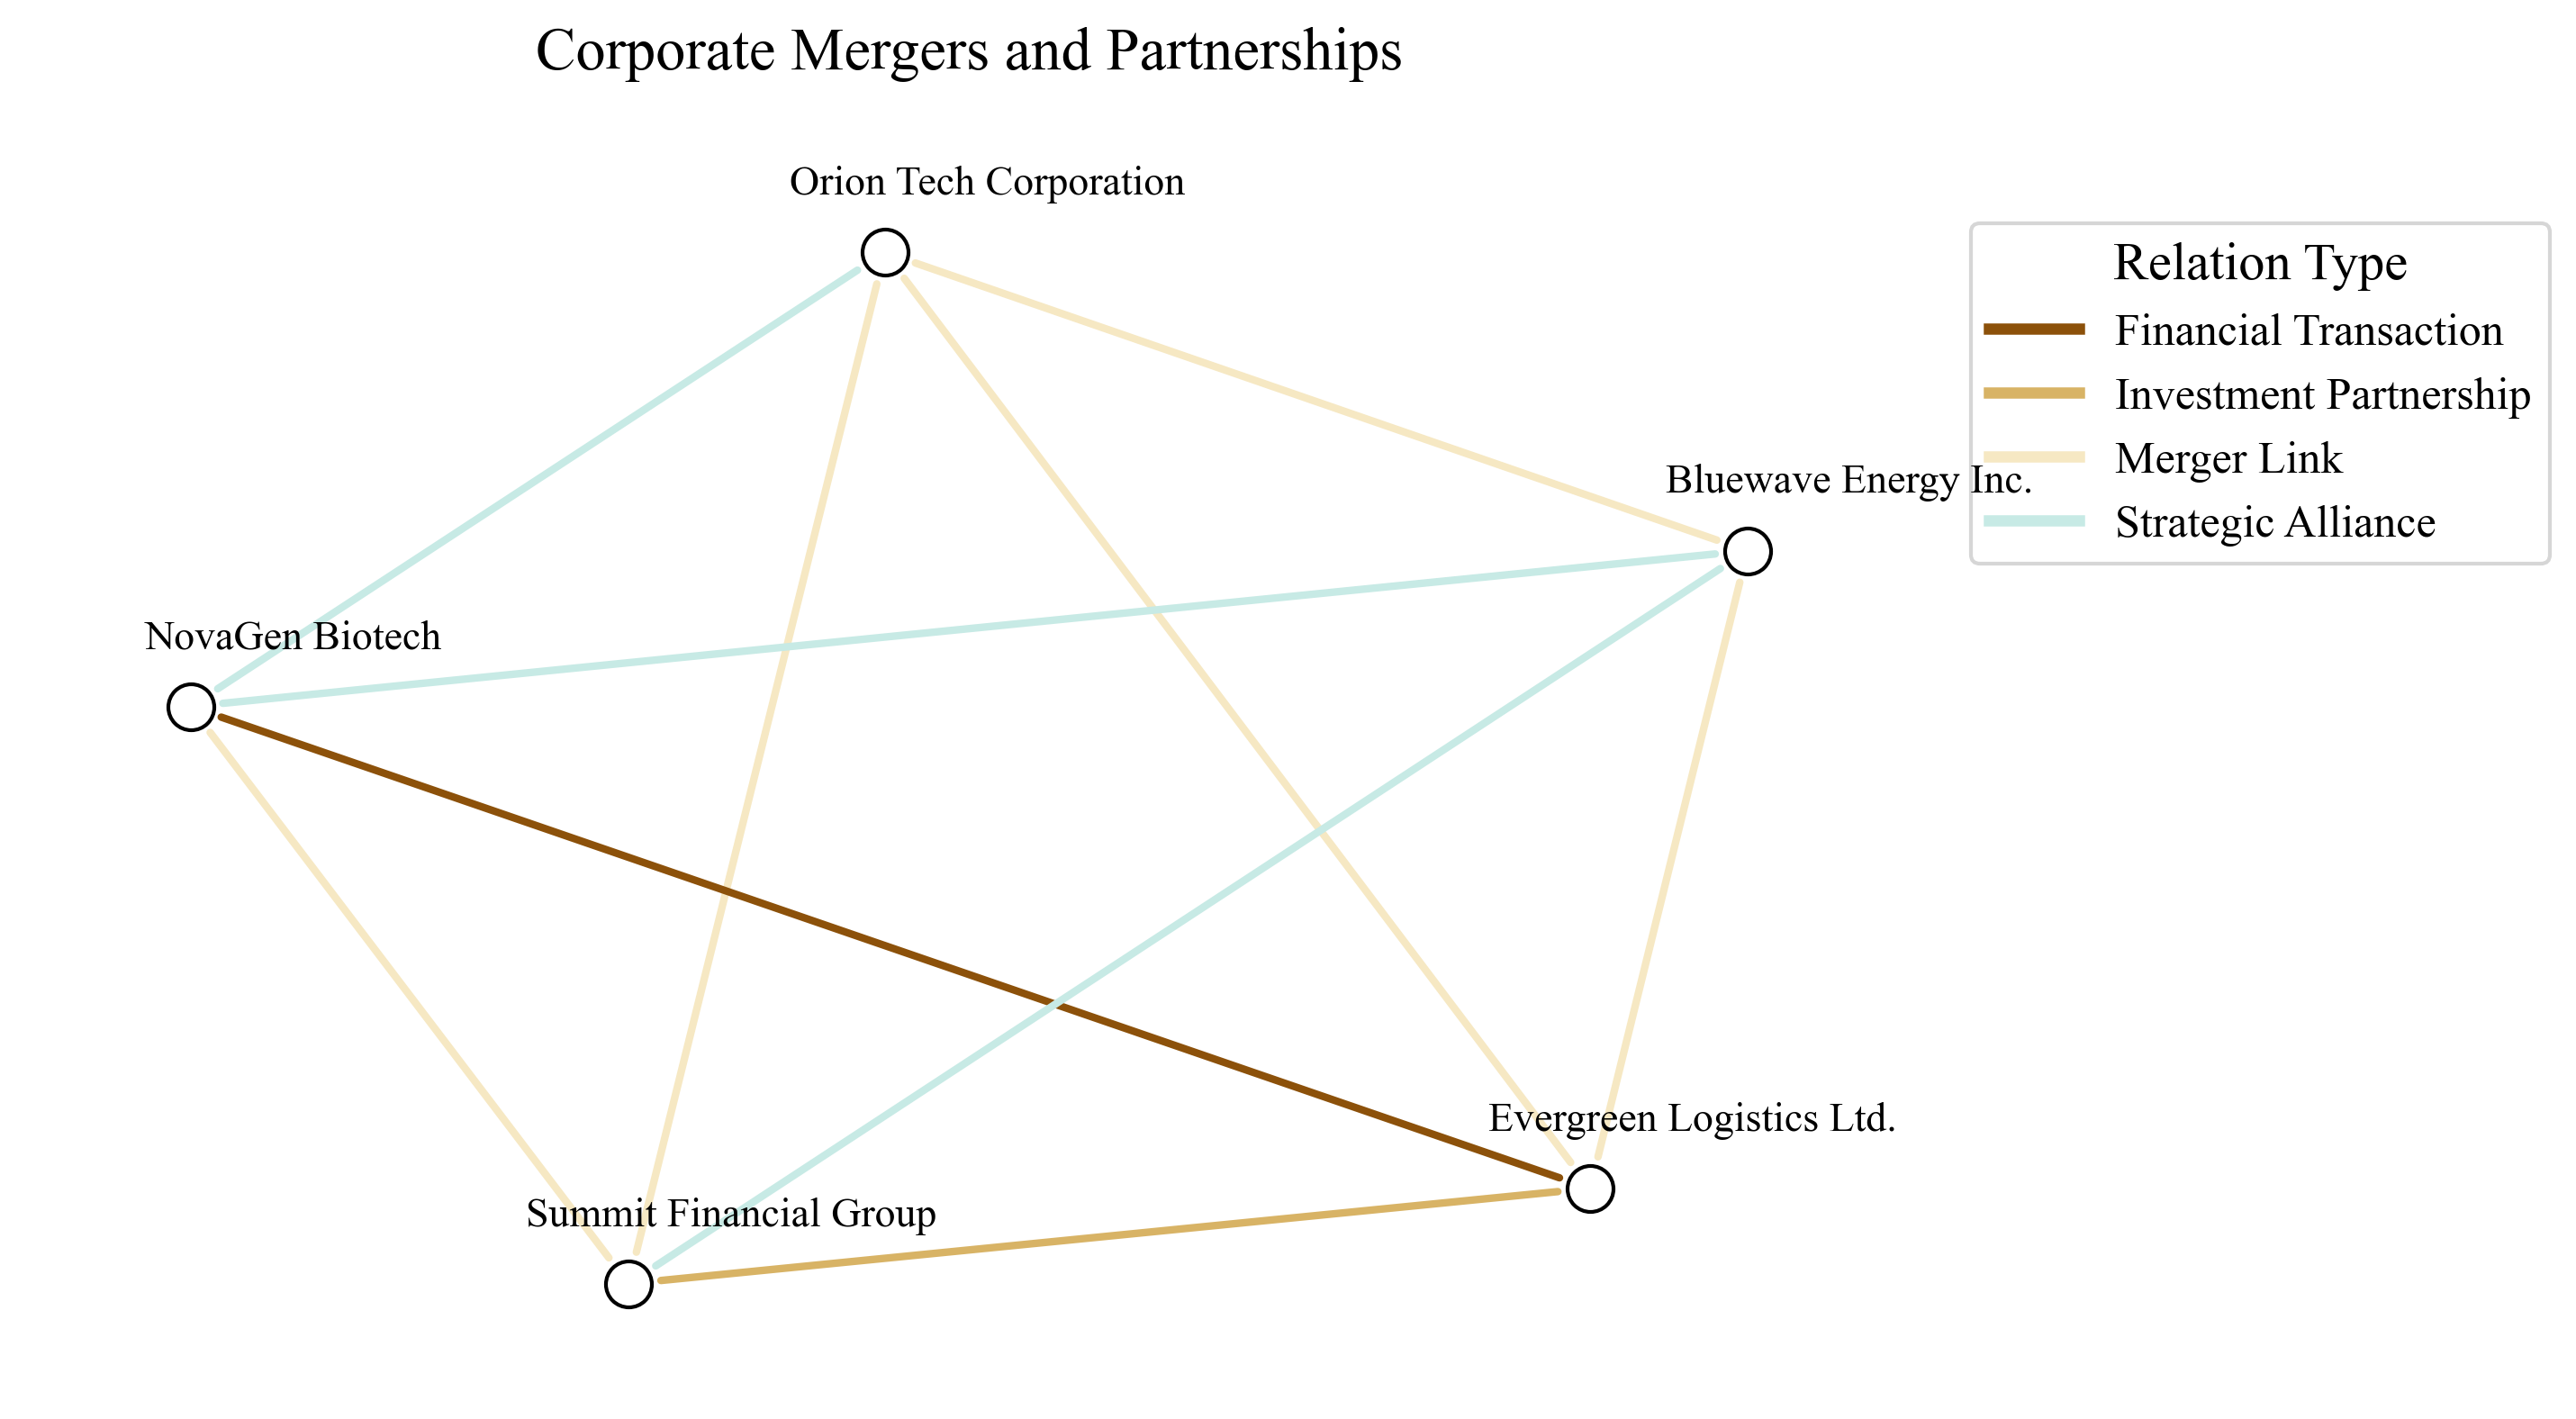 Corporate Mergers and Partnerships
Orion Tech Corporation
Bluewave Energy Inc.
NovaGen Biotech
Evergreen Logistics Ltd.
Summit Financial Group
Relation Type
Financial Transaction
Investment Partnership
Merger Link
Strategic Alliance